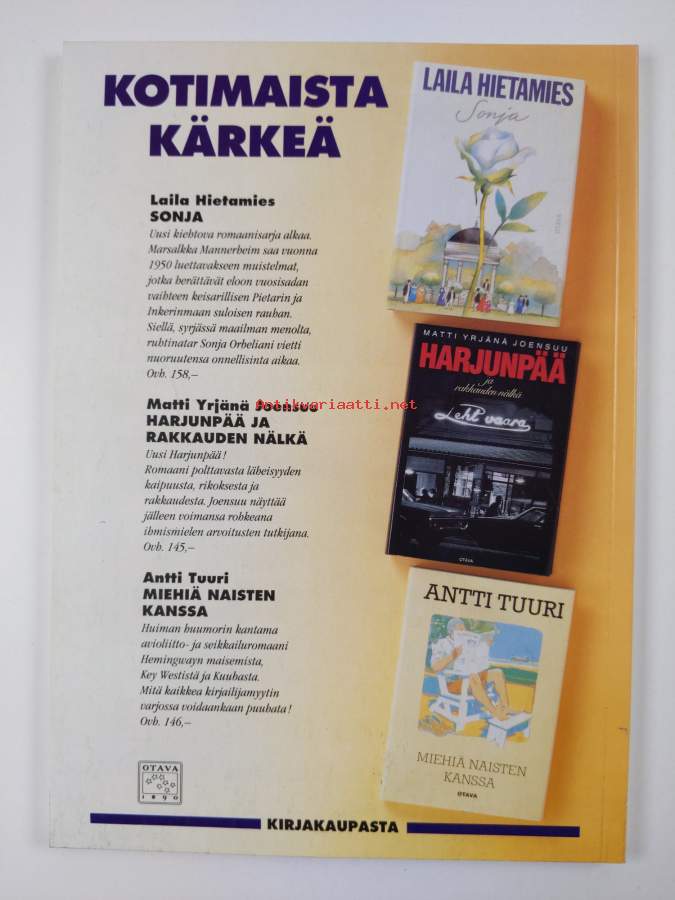 KOTIMAISTA
KÄRKEÄ
Laila Hietamies
SONJA
Uusi kiehtova romaanisarja alkaa.
Marsalkka Mannerheim saa vuonna
1950 luettavakseen muistelmat,
jotka herättävät eloon vuosisadan
vaihteen keisarillisen Pietarin ja
Inkerinmaan suloisen rauhan.
Siellä, syrjässä maailman menolta,
ruhtinatar Sonja Orbeliani vietti
nuoruutensa onnellisinta aikaa.
Ovh. 158,–
Matti Yrjänä Joensuu
HARJUNPÄÄ JA
RAKKAUDEN NÄLKÄ
Uusi Harjunpää!
Romaani polttavasta läheisyyden
kaipuusta, rikoksesta ja
rakkaudesta. Joensuu näyttää
jälleen voimansa rohkeana
ihmismielen arvoitusten tutkijana.
Ovh. 145,–
Antti Tuuri
MIEHIÄ NAISTEN
KANSSA
Huiman huumorin kantama
avioliitto- ja seikkailuromaani
Hemingwayn maisemista,
Key Westistä ja Kuubasta.
Mitä kaikkea kirjailijamyytin
varjossa voidaankaan puuhata!
Ovh. 146,–
OTAVA
1890
KIRJAKAUPASTA
LAILA HIETAMIES
Sonja
OTAVA
MATTI YRJÄNÄ JOENSUU
HARJUNPÄÄ
ja
rakkauden nälkä
Leht vaara
OTAVA
ANTTI TUURI
MIEHIÄ NAISTEN
KANSSA
OTAVA
Antikvariaatti.net